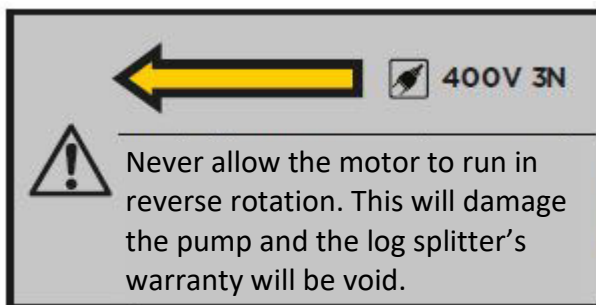 400V 3N
Never allow the motor to run in
reverse rotation. This will damage
the pump and the log splitter’s
warranty will be void.